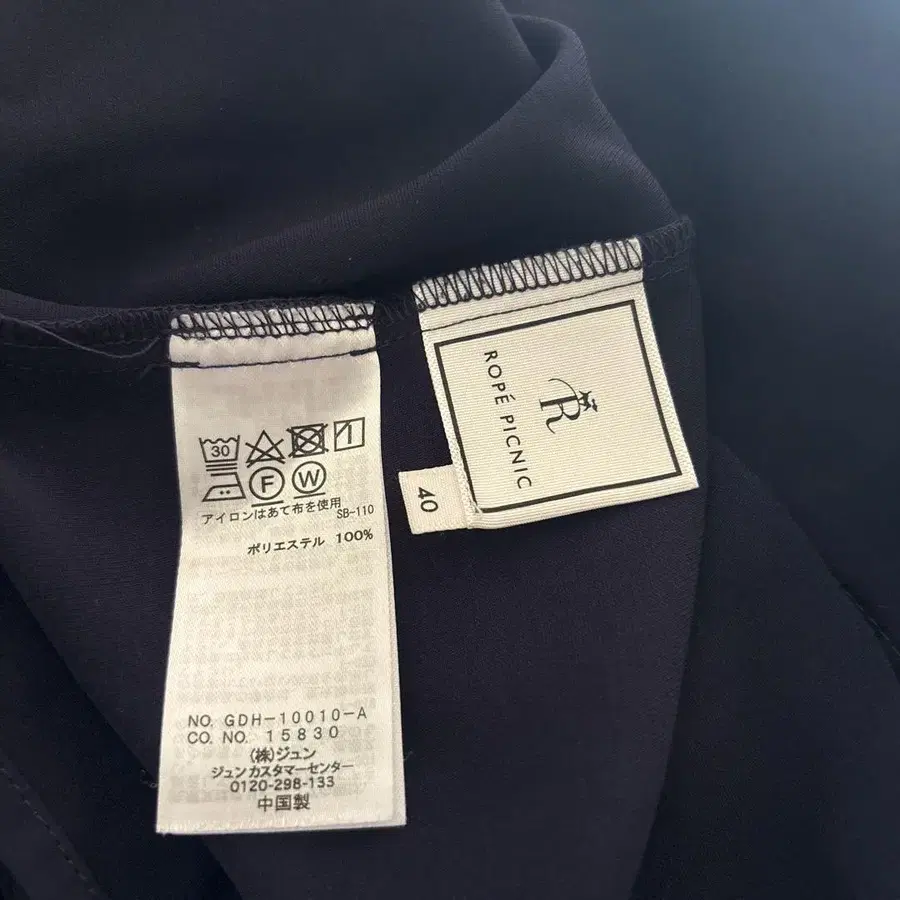 30
F W
アイロンはあて布を使用
SB-110
ポリエステル 100%
NO. GDH-10010-A
CO. NO. 15830
(株)ジュン
ジュンカスタマーセンター
0120-298-133
中国製
R
ROPÉ PICNIC
40